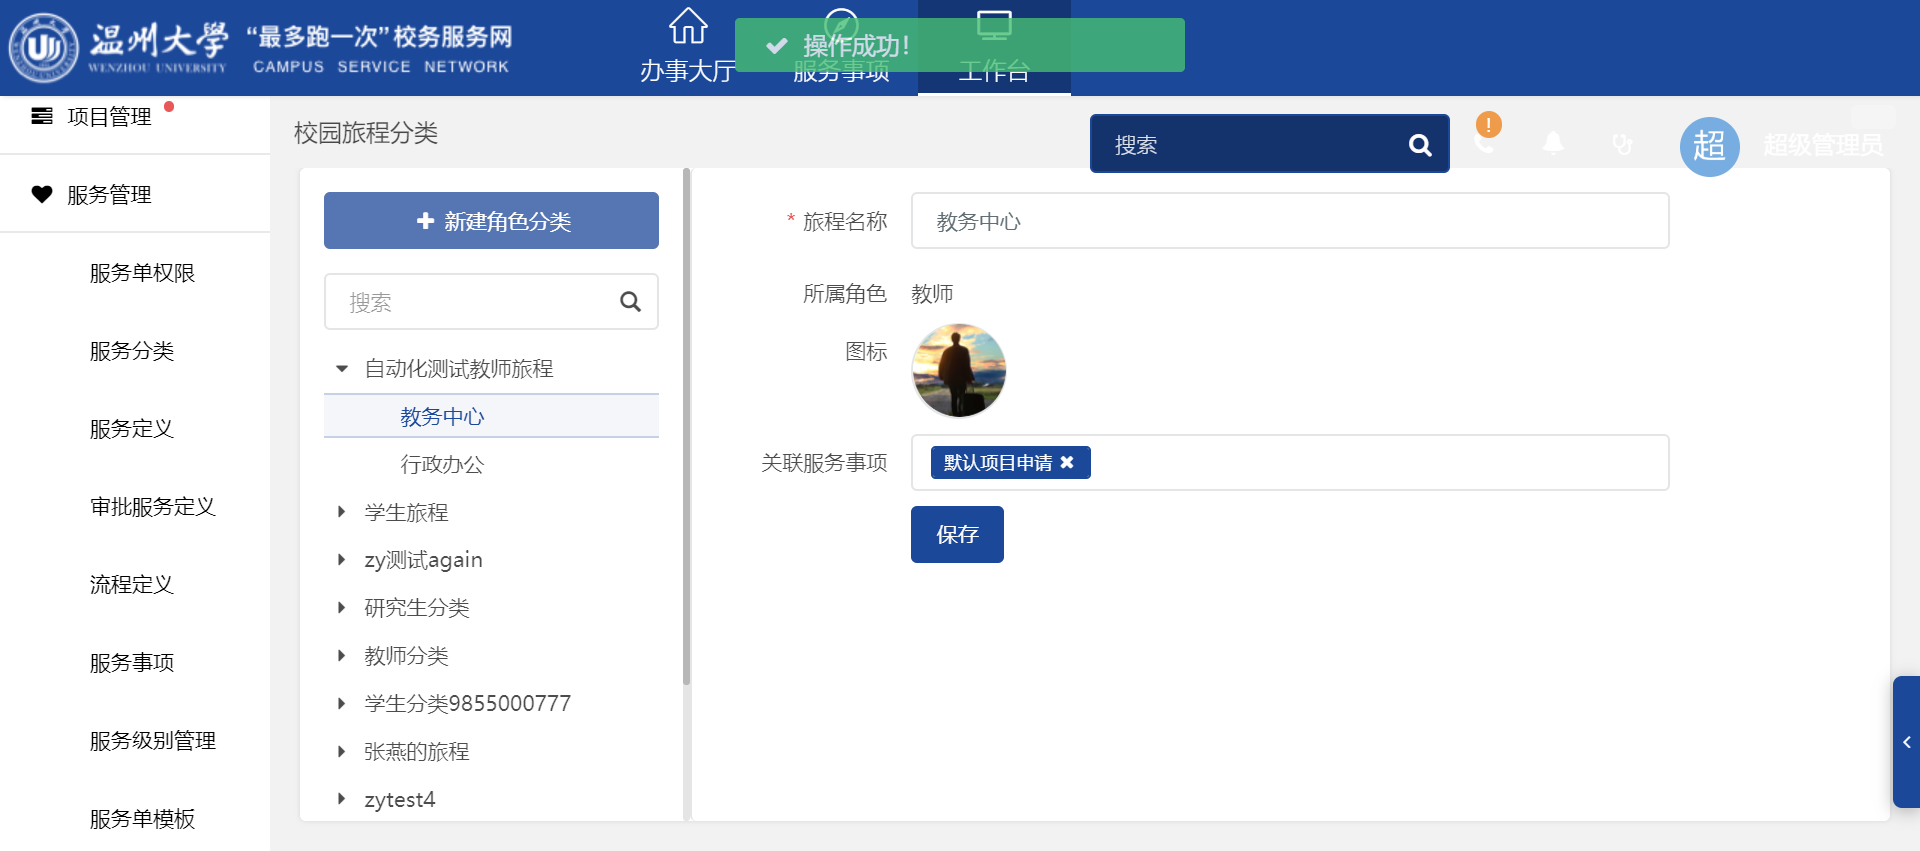 温州大学
WENZHOU UNIVERSITY
“最多跑一次”校务服务网
CAMPUS SERVICE NETWORK
办事大厅
服务事项
工作台
操作成功！
项目管理
服务管理
服务单权限
服务分类
服务定义
审批服务定义
流程定义
服务事项
服务级别管理
服务单模板
校园旅程分类
搜索
!
超
超级管理员
新建角色分类
搜索
自动化测试教师旅程
教务中心
行政办公
学生旅程
zy测试again
研究生分类
教师分类
学生分类9855000777
张燕的旅程
zytest4
* 旅程名称
教务中心
所属角色
教师
图标
关联服务事项
默认项目申请
保存